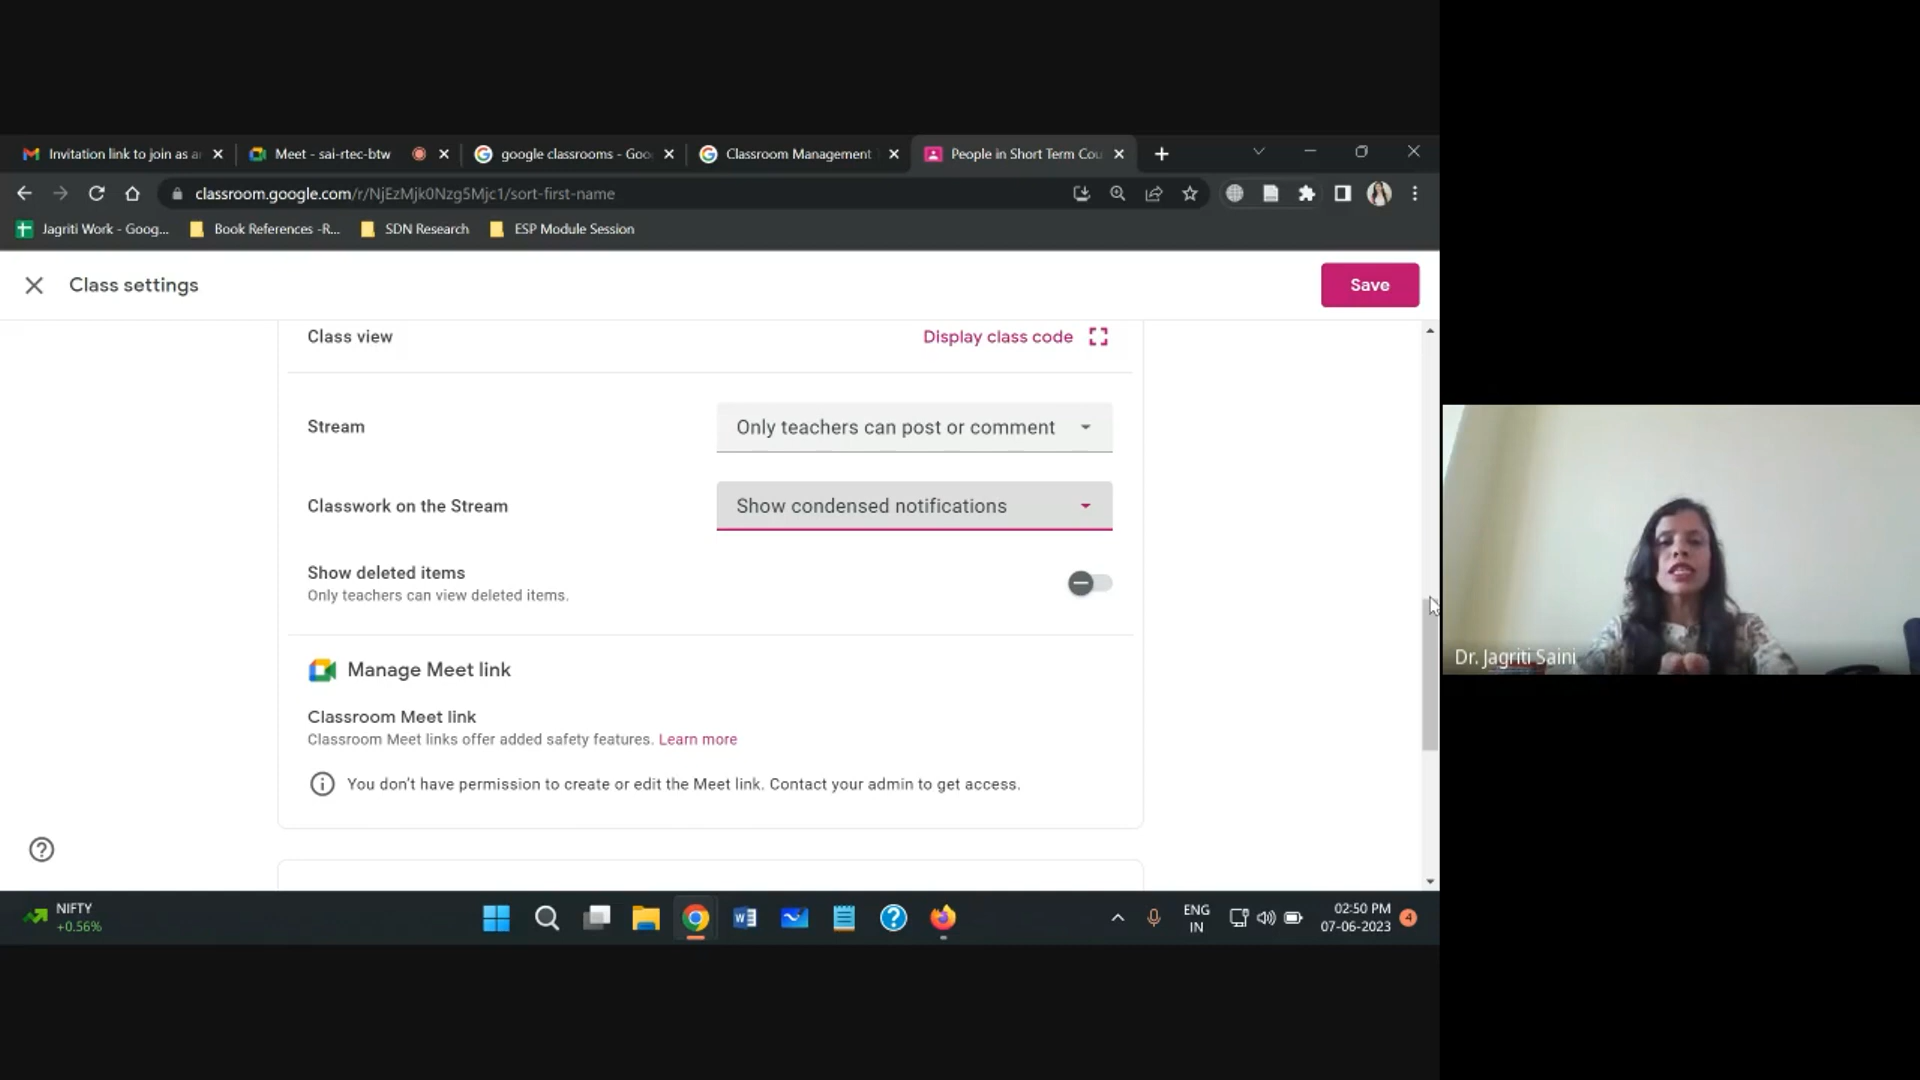 Invitation link to join as a
Meet - sai-rtec-btw
google classrooms - Goo
Classroom Management
People in Short Term Cou
classroom.google.com/r/NjEzMjk0Nzg5Mjc1/sort-first-name
Jagriti Work - Goog...
Book References -R...
SDN Research
ESP Module Session
Class settings
Save
Class view
Display class code
Stream
Only teachers can post or comment
Classwork on the Stream
Show condensed notifications
Show deleted items
Only teachers can view deleted items.
Manage Meet link
Classroom Meet link
Classroom Meet links offer added safety features. Learn more
You don't have permission to create or edit the Meet link. Contact your admin to get access.
Dr. Jagriti Saini
NIFTY
+0.56%
ENG
IN
02:50 PM
07-06-2023
4